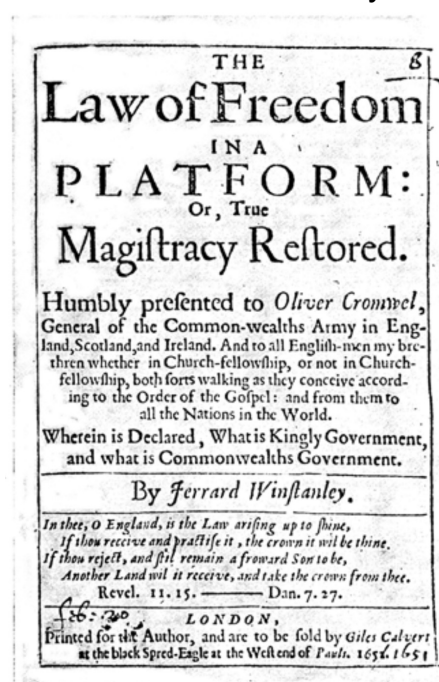 THE
Law of Freedom
IN A
PLATFORM:
Or, True
Magiſtracy Reſtored.
Humbly preſented to Oliver Cromwel,
General of the Common-wealths Army in Eng-
land, Scotland, and Ireland. And to all Engliſh-men my bre-
thren whether in Church-fellowſhip, or not in Church-
fellowſhip, both ſorts walking as they conceive accord-
ing to the Order of the Goſpel: and from them to
all the Nations in the World.
Wherein is Declared, What is Kingly Government,
and what is Commonwealths Government.
By Jerrard Winſtanley.
In thee, O England, is the Law ariſing up to ſhine,
If thou receive and practiſe it, the crown it wil be thine.
If thou reject, and ſtil remain a froward Son to be,
Another Land wil it receive, and take the crown from thee.
Revel. 11. 15. ——— Dan. 7. 27.
LONDON,
Printed for the Author, and are to be ſold by Giles Calvert
at the black Spred-Eagle at the Weſt end of Pauls. 1651